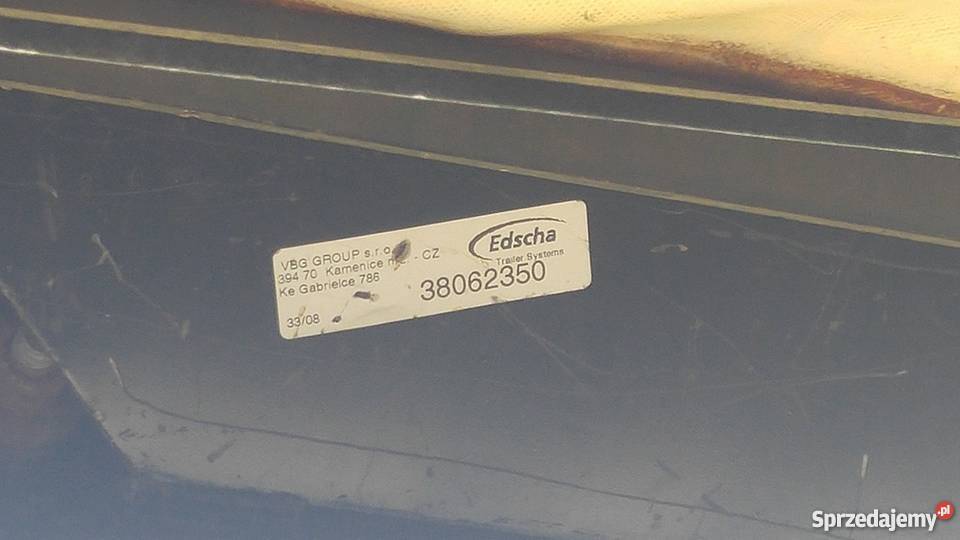 VBG GROUP s.r.o.
394 70 Kamenice - CZ
Ke Gabrielce 786
33/08
Edscha
Trailer Systems
38062350
Sprzedajemy.pl